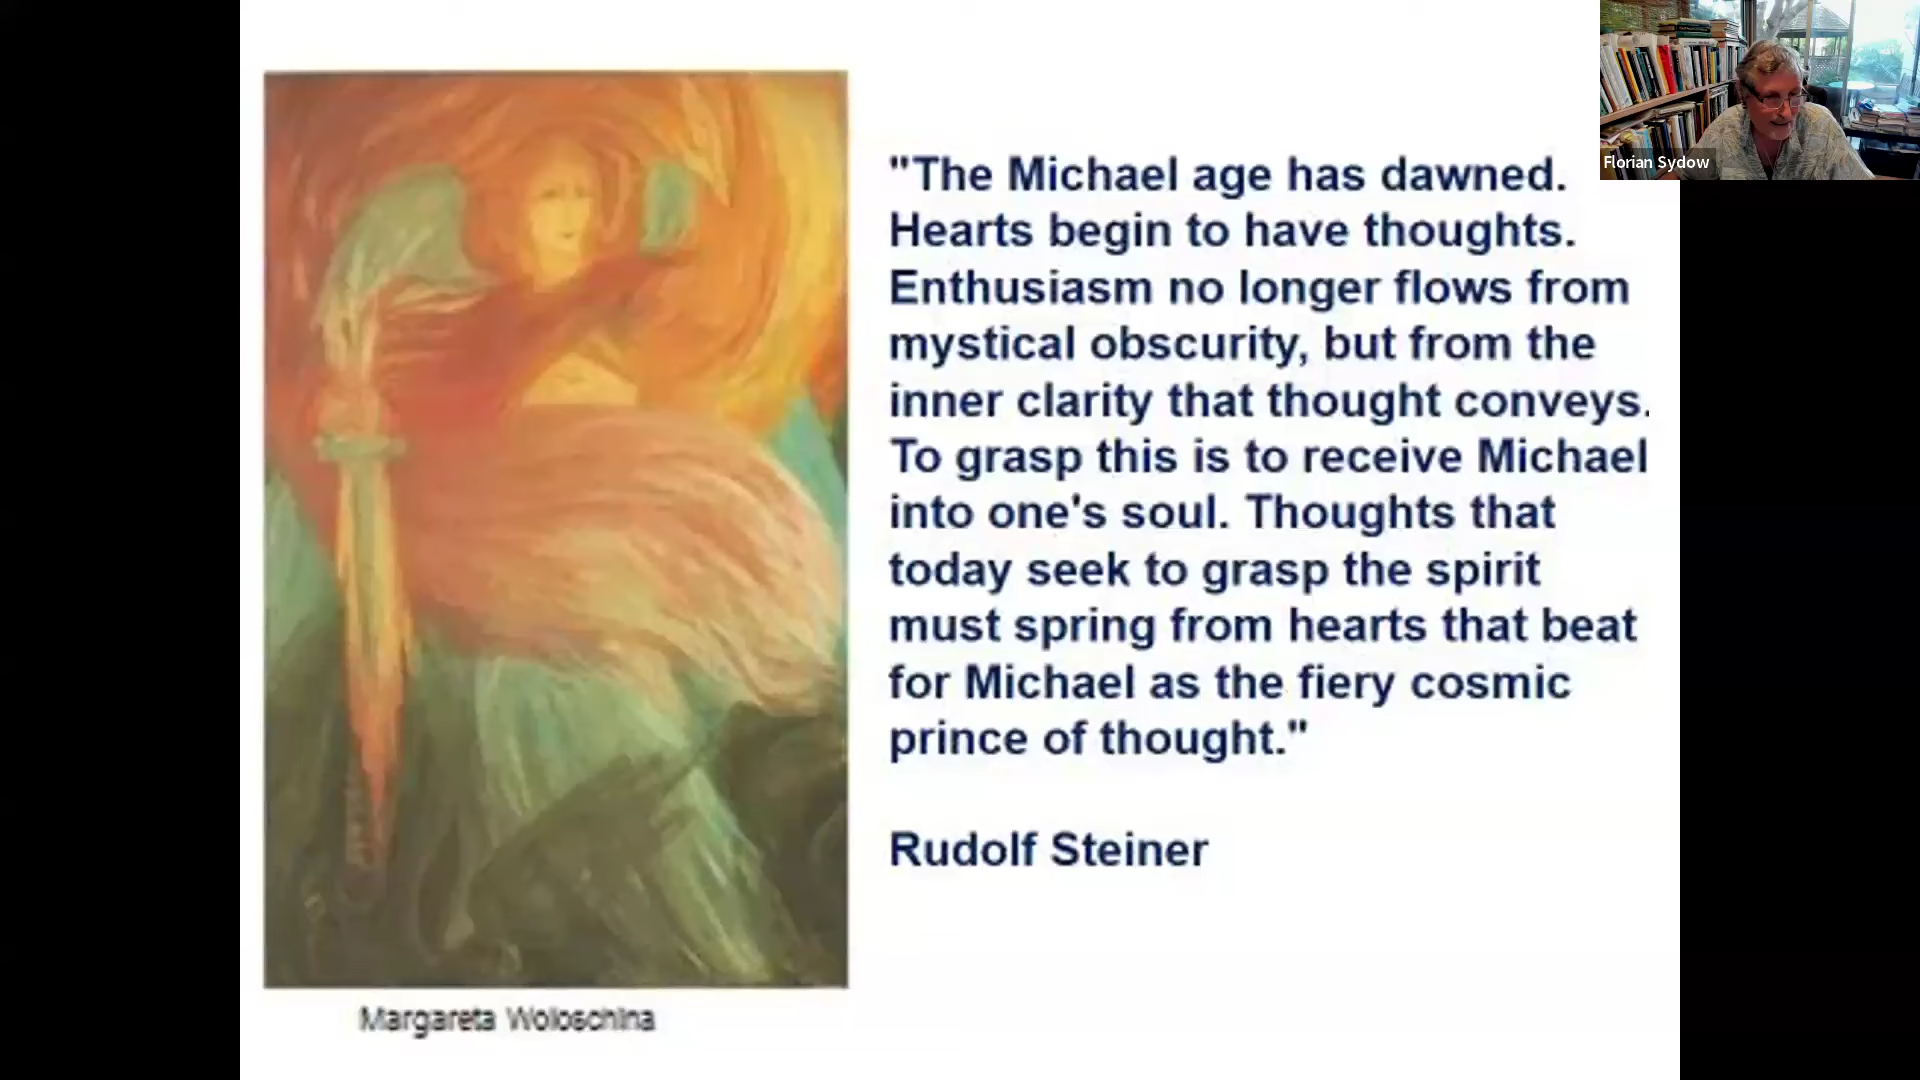 "The Michael age has dawned.
Hearts begin to have thoughts.
Enthusiasm no longer flows from
mystical obscurity, but from the
inner clarity that thought conveys.
To grasp this is to receive Michael
into one's soul. Thoughts that
today seek to grasp the spirit
must spring from hearts that beat
for Michael as the fiery cosmic
prince of thought."
Rudolf Steiner
Margareta Woloschina
Florian Sydow